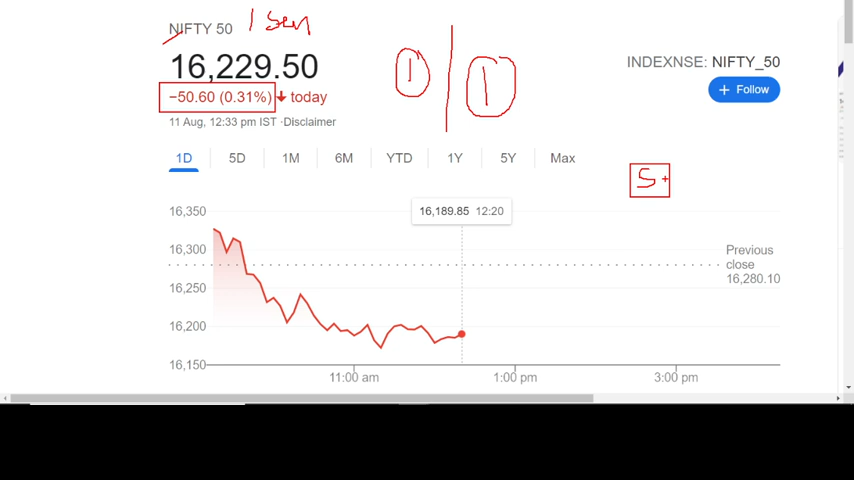 NIFTY 50 1 Sen
16,229.50 1 | 1 INDEXNSE: NIFTY_50
−50.60 (0.31%) ↓ today + Follow
11 Aug, 12:33 pm IST · Disclaimer
1D 5D 1M 6M YTD 1Y 5Y Max
5+
16,189.85 12:20
16,350
16,300
Previous
close
16,280.10
16,250
16,200
16,150
11:00 am 1:00 pm 3:00 pm